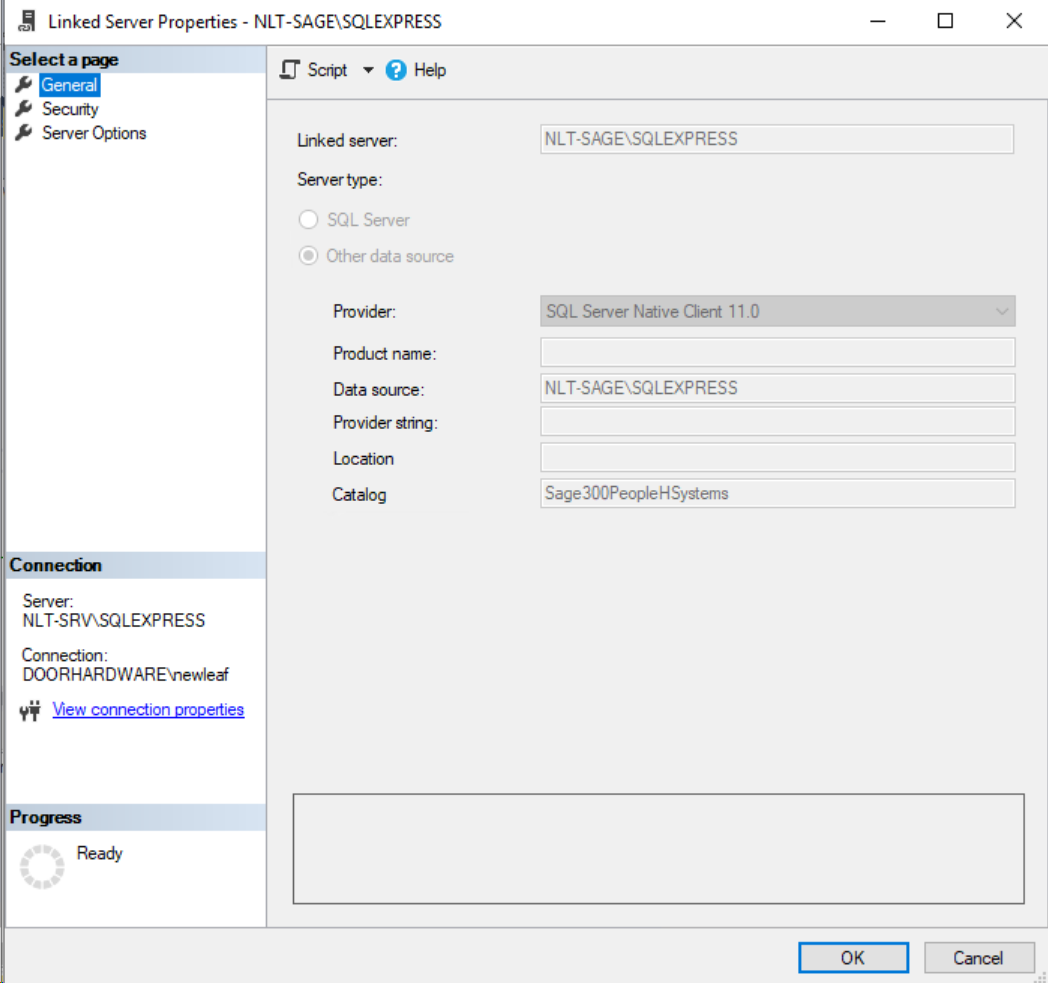 Linked Server Properties - NLT-SAGE\SQLEXPRESS
Select a page
General
Security
Server Options
Script
Help
Linked server:
NLT-SAGE\SQLEXPRESS
Server type:
SQL Server
Other data source
Provider:
SQL Server Native Client 11.0
Product name:
Data source:
NLT-SAGE\SQLEXPRESS
Provider string:
Location
Catalog
Sage300PeopleHSystems
Connection
Server:
NLT-SRV\SQLEXPRESS
Connection:
DOORHARDWARE\newleaf
View connection properties
Progress
Ready
OK
Cancel